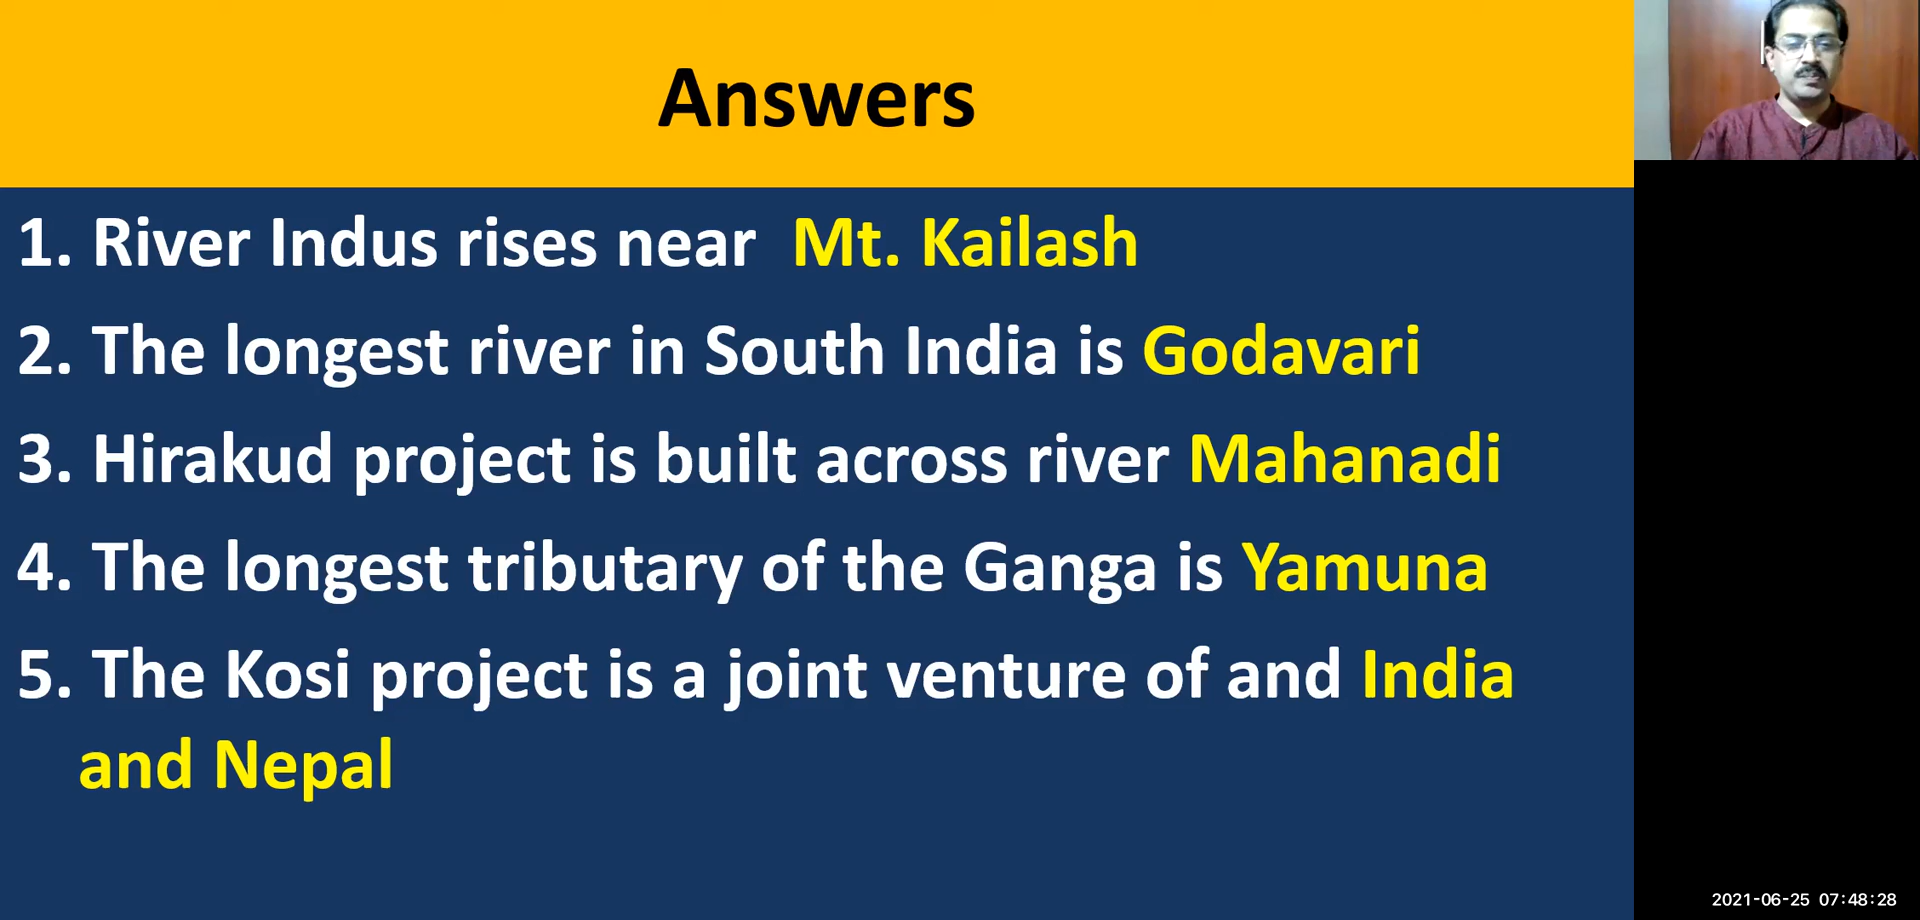 Answers
1. River Indus rises near Mt. Kailash
2. The longest river in South India is Godavari
3. Hirakud project is built across river Mahanadi
4. The longest tributary of the Ganga is Yamuna
5. The Kosi project is a joint venture of and India
and Nepal
2021-06-25 07:48:28